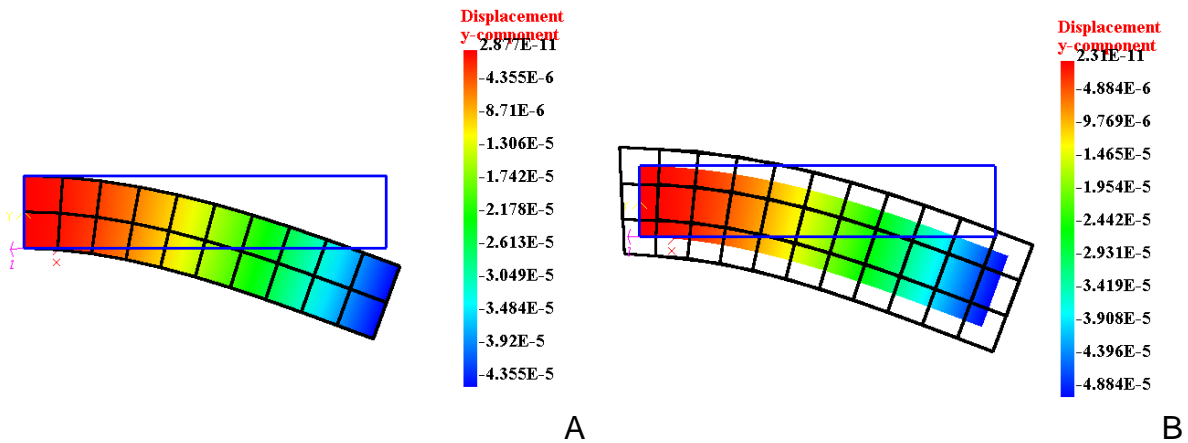 Displacement
y-component
2.877E-11
-4.355E-6
-8.71E-6
-1.306E-5
-1.742E-5
-2.178E-5
-2.613E-5
-3.049E-5
-3.484E-5
-3.92E-5
-4.355E-5
A
Displacement
y-component
2.31E-11
-4.884E-6
-9.769E-6
-1.465E-5
-1.954E-5
-2.442E-5
-2.931E-5
-3.419E-5
-3.908E-5
-4.396E-5
-4.884E-5
B